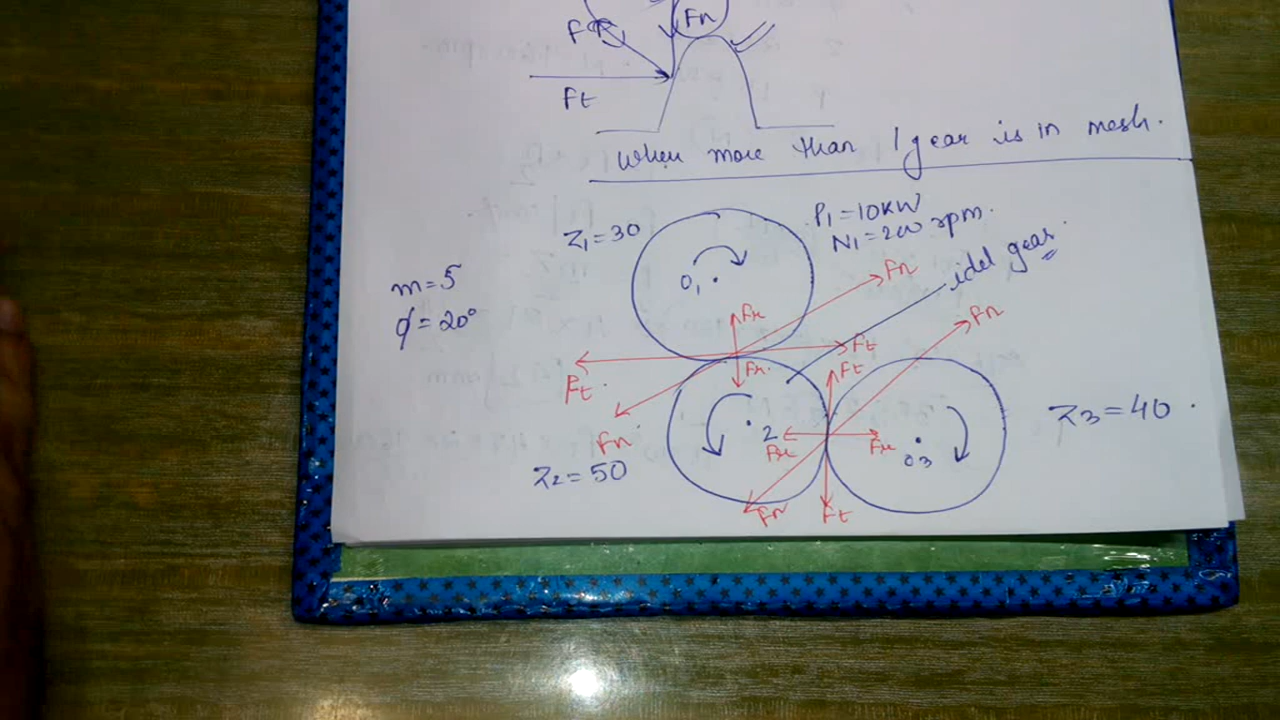 Fn
Ft
When more than 1 gear is in mesh.
Z1=30
P1=10KW
N1=200 rpm.
m=5
φ=20°
idel gear
Fn
Fn
Fr
Ft
Fr
Ft
Ft
Fn
2
Fr
Fr
O1
O3
Z3=40
Z2=50
Fn
Ft